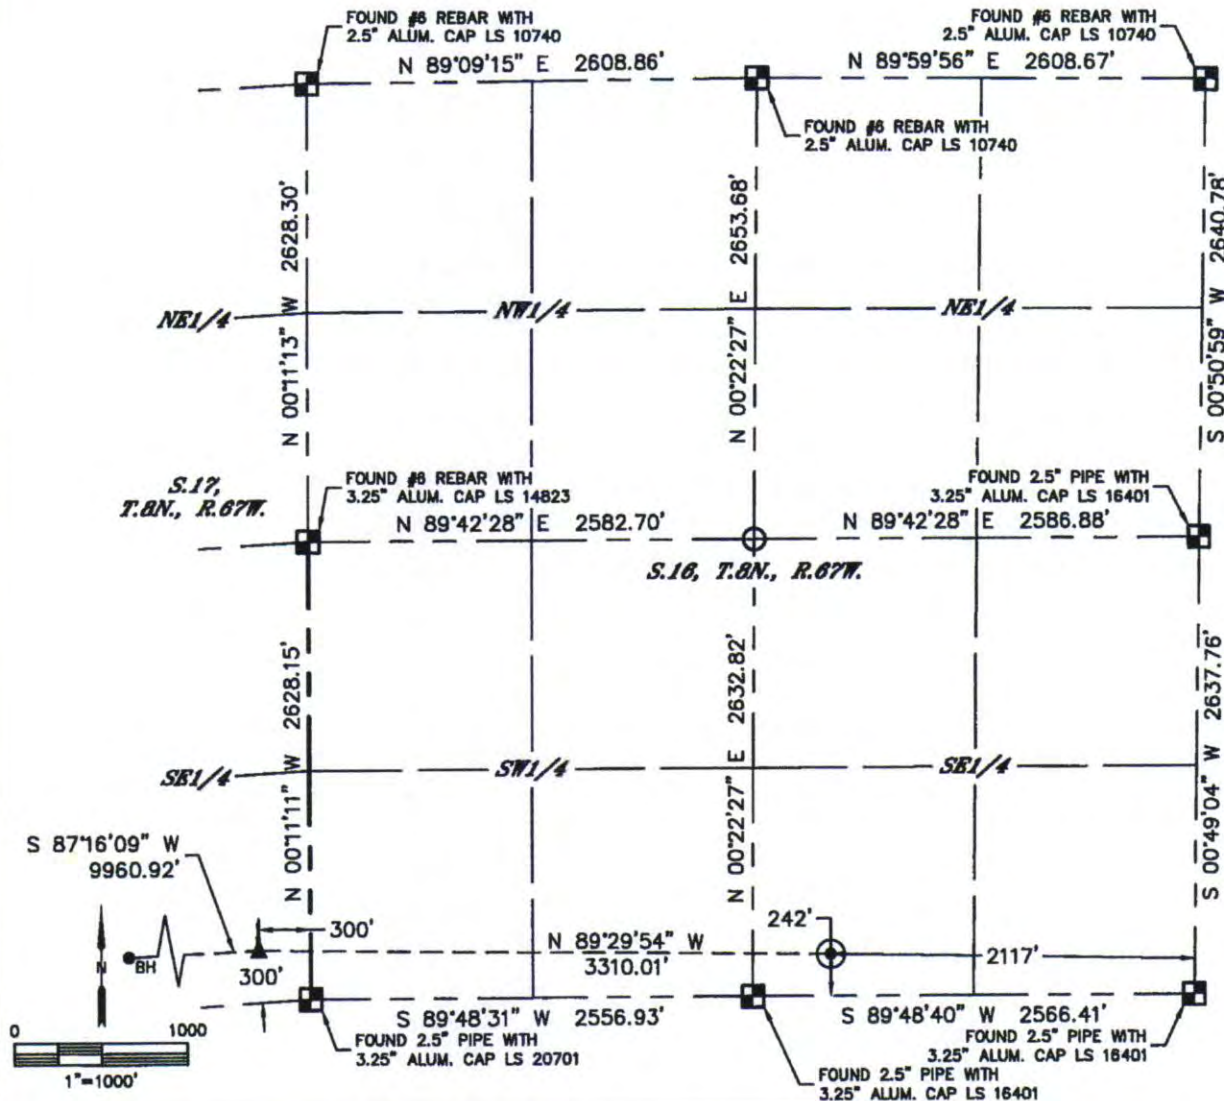 FOUND #6 REBAR WITH
2.5" ALUM. CAP LS 10740
FOUND #6 REBAR WITH
2.5" ALUM. CAP LS 10740
N 89°09'15" E 2608.86'
N 89°59'56" E 2608.67'
FOUND #6 REBAR WITH
2.5" ALUM. CAP LS 10740
N 00°11'13" W 2628.30'
N 00°22'27" E 2653.68'
S 00°50'59" W 2640.78'
NE1/4
NW1/4
NE1/4
S.17,
T.8N., R.67W.
FOUND #6 REBAR WITH
3.25" ALUM. CAP LS 14823
FOUND 2.5" PIPE WITH
3.25" ALUM. CAP LS 16401
N 89°42'28" E 2582.70'
N 89°42'28" E 2586.88'
S.16, T.8N., R.67W.
N 00°11'11" W 2628.15'
N 00°22'27" E 2632.82'
S 00°49'04" W 2637.76'
SE1/4
SW1/4
SE1/4
S 87°16'09" W
9960.92'
300'
242'
N 89°29'54" W
3310.01'
2117'
N
BH
300'
S 89°48'31" W 2556.93'
S 89°48'40" W 2566.41'
0 1000
1"=1000'
FOUND 2.5" PIPE WITH
3.25" ALUM. CAP LS 20701
FOUND 2.5" PIPE WITH
3.25" ALUM. CAP LS 16401
FOUND 2.5" PIPE WITH
3.25" ALUM. CAP LS 16401